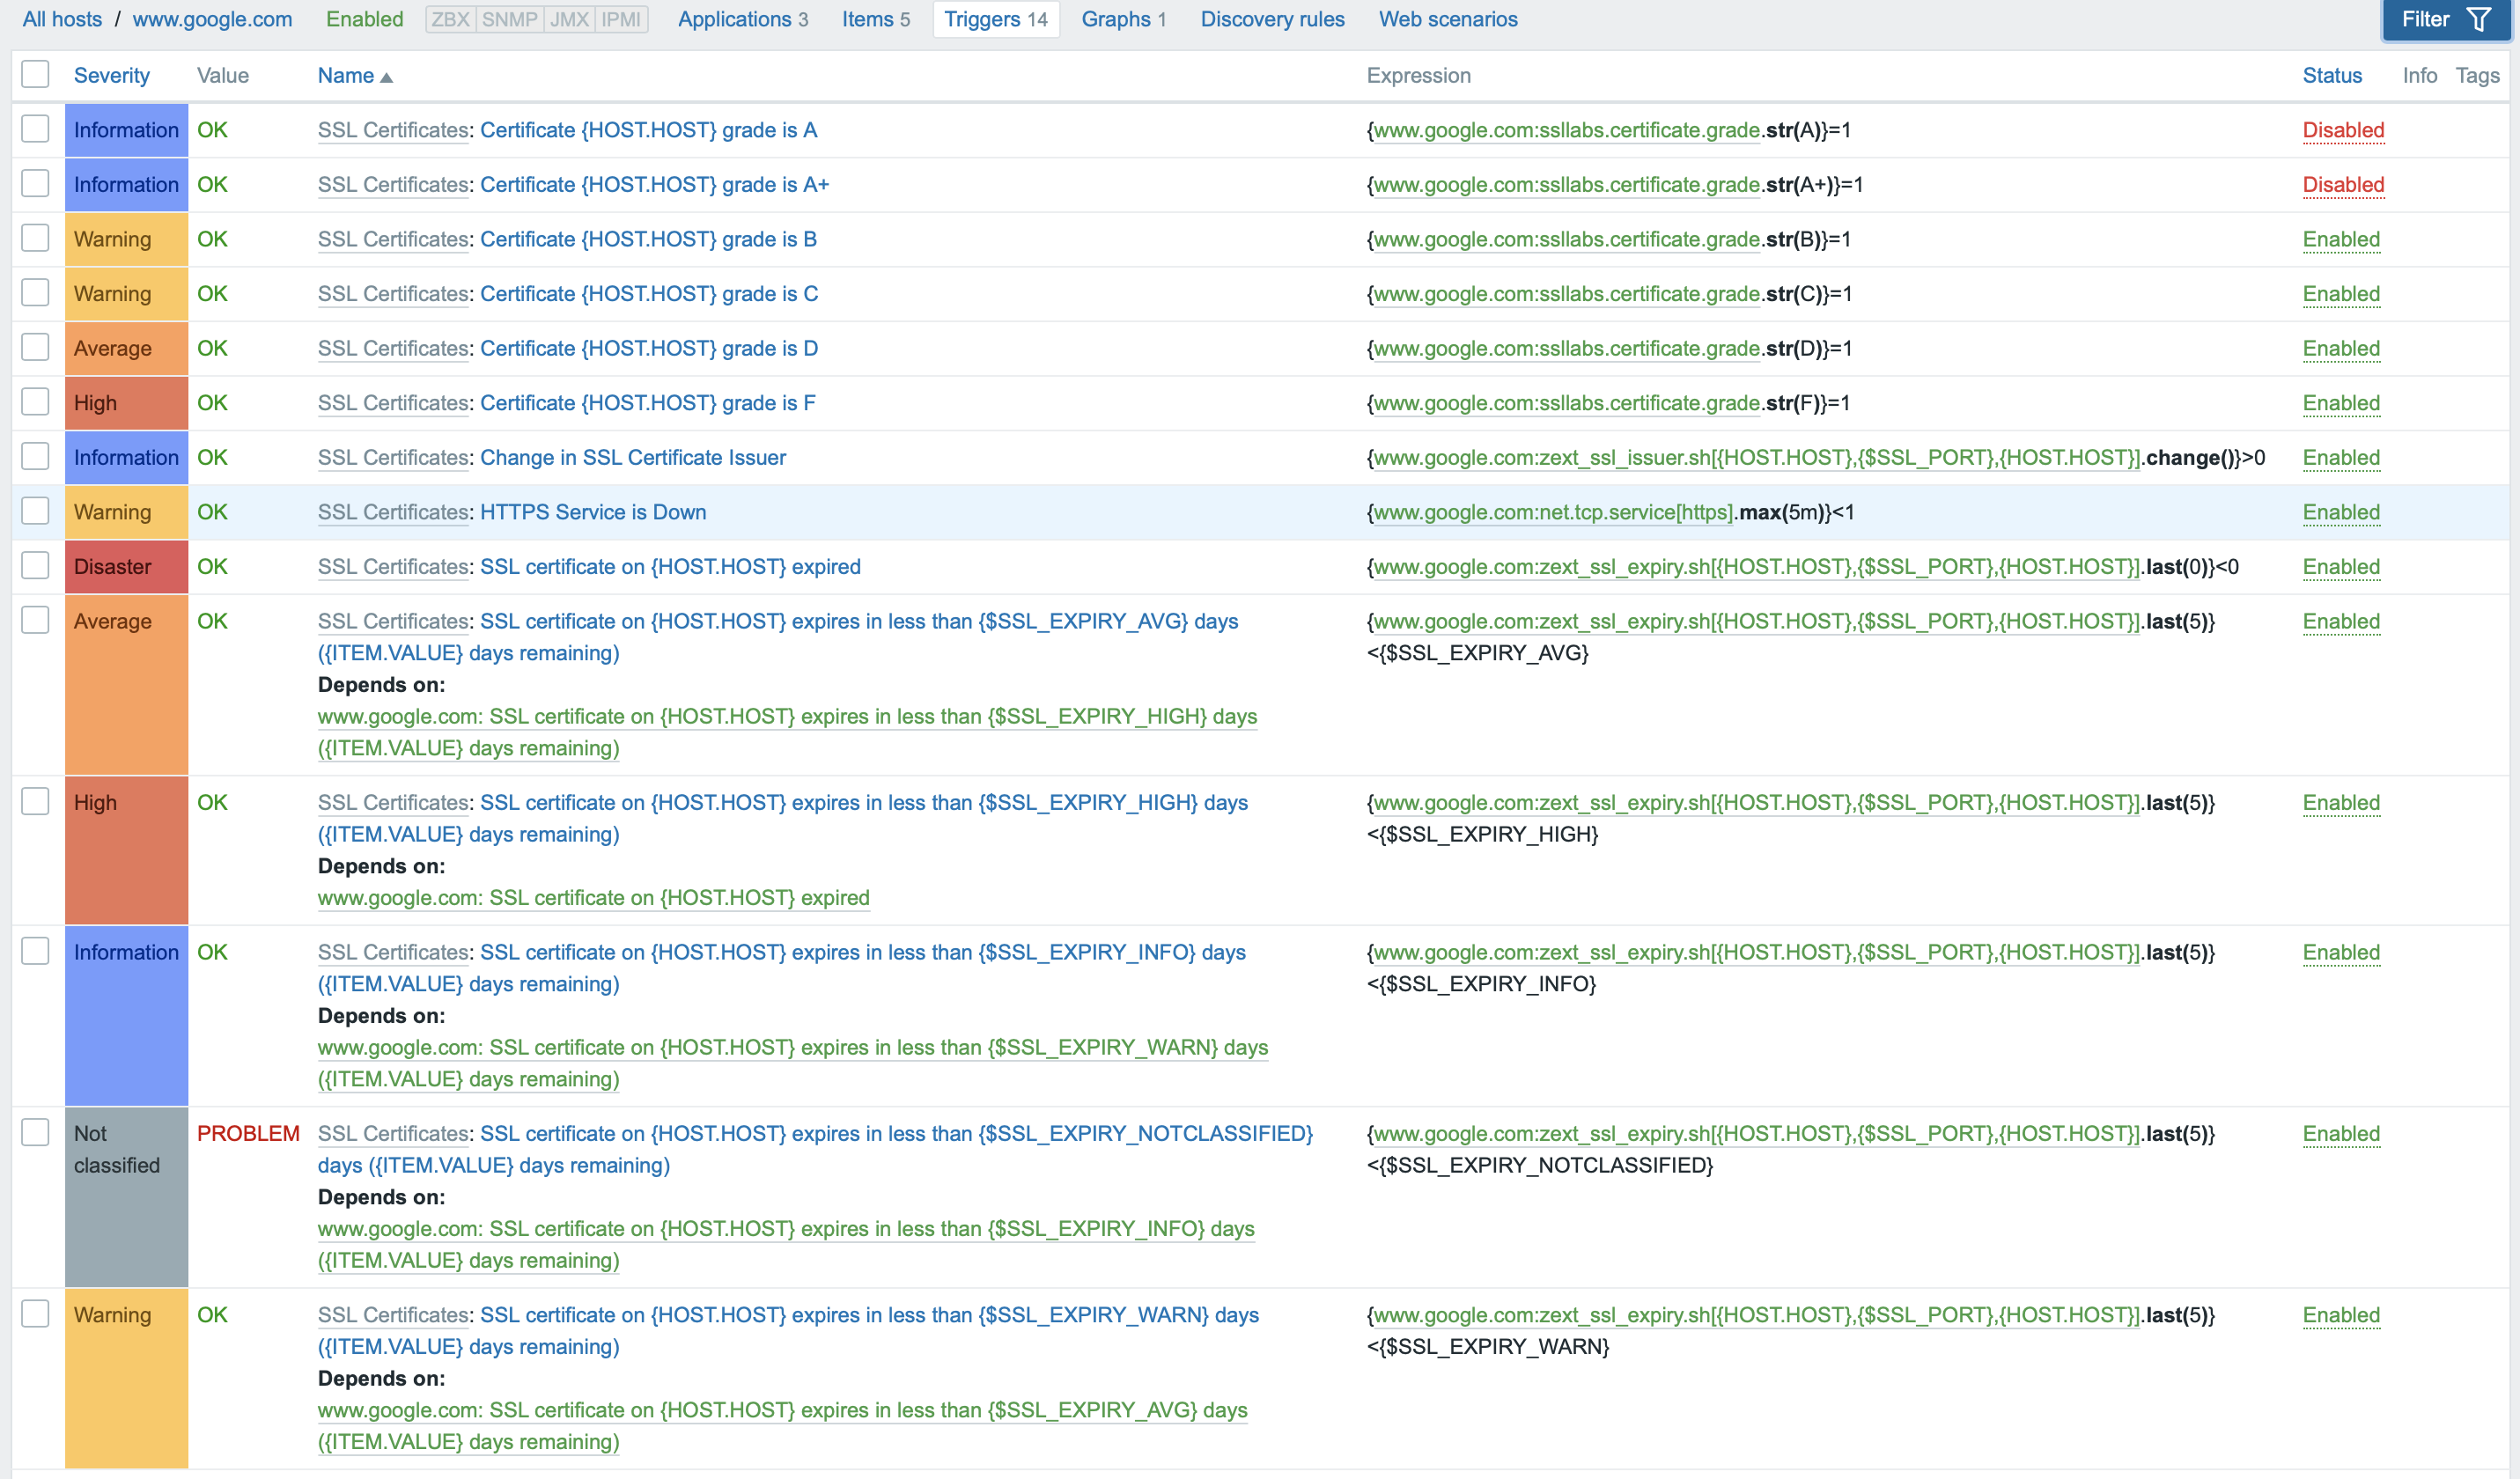 All hosts / www.google.com Enabled ZBX SNMP JMX IPMI Applications 3 Items 5 Triggers 14 Graphs 1 Discovery rules Web scenarios Filter
Severity Value Name Expression Status Info Tags
Information OK SSL Certificates: Certificate {HOST.HOST} grade is A {www.google.com:ssllabs.certificate.grade.str(A)}=1 Disabled
Information OK SSL Certificates: Certificate {HOST.HOST} grade is A+ {www.google.com:ssllabs.certificate.grade.str(A+)}=1 Disabled
Warning OK SSL Certificates: Certificate {HOST.HOST} grade is B {www.google.com:ssllabs.certificate.grade.str(B)}=1 Enabled
Warning OK SSL Certificates: Certificate {HOST.HOST} grade is C {www.google.com:ssllabs.certificate.grade.str(C)}=1 Enabled
Average OK SSL Certificates: Certificate {HOST.HOST} grade is D {www.google.com:ssllabs.certificate.grade.str(D)}=1 Enabled
High OK SSL Certificates: Certificate {HOST.HOST} grade is F {www.google.com:ssllabs.certificate.grade.str(F)}=1 Enabled
Information OK SSL Certificates: Change in SSL Certificate Issuer {www.google.com:zext_ssl_issuer.sh[{HOST.HOST},{$SSL_PORT},{HOST.HOST}].change()}>0 Enabled
Warning OK SSL Certificates: HTTPS Service is Down {www.google.com:net.tcp.service[https].max(5m)}<1 Enabled
Disaster OK SSL Certificates: SSL certificate on {HOST.HOST} expired {www.google.com:zext_ssl_expiry.sh[{HOST.HOST},{$SSL_PORT},{HOST.HOST}].last(0)}<0 Enabled
Average OK SSL Certificates: SSL certificate on {HOST.HOST} expires in less than {$SSL_EXPIRY_AVG} days {www.google.com:zext_ssl_expiry.sh[{HOST.HOST},{$SSL_PORT},{HOST.HOST}].last(5)} Enabled
({ITEM.VALUE} days remaining) <{$SSL_EXPIRY_AVG}
Depends on:
www.google.com: SSL certificate on {HOST.HOST} expires in less than {$SSL_EXPIRY_HIGH} days
({ITEM.VALUE} days remaining)
High OK SSL Certificates: SSL certificate on {HOST.HOST} expires in less than {$SSL_EXPIRY_HIGH} days {www.google.com:zext_ssl_expiry.sh[{HOST.HOST},{$SSL_PORT},{HOST.HOST}].last(5)} Enabled
({ITEM.VALUE} days remaining) <{$SSL_EXPIRY_HIGH}
Depends on:
www.google.com: SSL certificate on {HOST.HOST} expired
Information OK SSL Certificates: SSL certificate on {HOST.HOST} expires in less than {$SSL_EXPIRY_INFO} days {www.google.com:zext_ssl_expiry.sh[{HOST.HOST},{$SSL_PORT},{HOST.HOST}].last(5)} Enabled
({ITEM.VALUE} days remaining) <{$SSL_EXPIRY_INFO}
Depends on:
www.google.com: SSL certificate on {HOST.HOST} expires in less than {$SSL_EXPIRY_WARN} days
({ITEM.VALUE} days remaining)
Not PROBLEM SSL Certificates: SSL certificate on {HOST.HOST} expires in less than {$SSL_EXPIRY_NOTCLASSIFIED} {www.google.com:zext_ssl_expiry.sh[{HOST.HOST},{$SSL_PORT},{HOST.HOST}].last(5)} Enabled
classified days ({ITEM.VALUE} days remaining) <{$SSL_EXPIRY_NOTCLASSIFIED}
Depends on:
www.google.com: SSL certificate on {HOST.HOST} expires in less than {$SSL_EXPIRY_INFO} days
({ITEM.VALUE} days remaining)
Warning OK SSL Certificates: SSL certificate on {HOST.HOST} expires in less than {$SSL_EXPIRY_WARN} days {www.google.com:zext_ssl_expiry.sh[{HOST.HOST},{$SSL_PORT},{HOST.HOST}].last(5)} Enabled
({ITEM.VALUE} days remaining) <{$SSL_EXPIRY_WARN}
Depends on:
www.google.com: SSL certificate on {HOST.HOST} expires in less than {$SSL_EXPIRY_AVG} days
({ITEM.VALUE} days remaining)